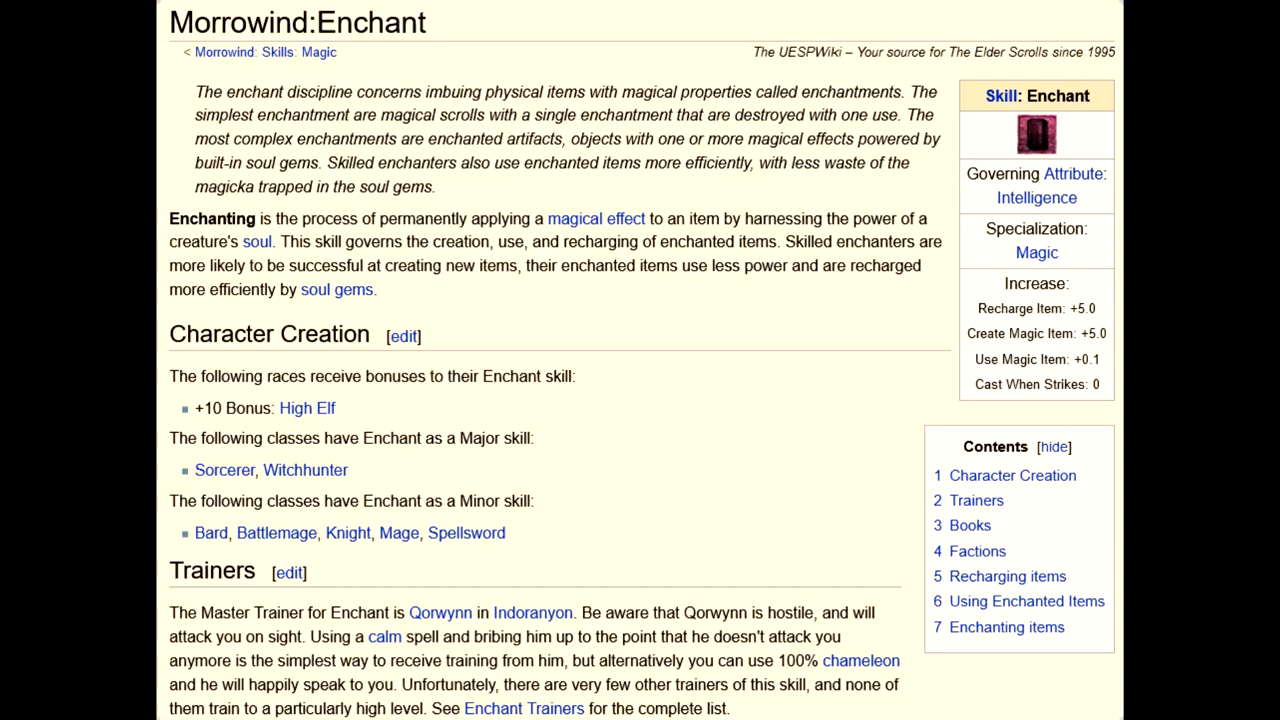 Morrowind:Enchant
< Morrowind: Skills: Magic
The UESPWiki – Your source for The Elder Scrolls since 1995
The enchant discipline concerns imbuing physical items with magical properties called enchantments. The
simplest enchantment are magical scrolls with a single enchantment that are destroyed with one use. The
most complex enchantments are enchanted artifacts, objects with one or more magical effects powered by
built-in soul gems. Skilled enchanters also use enchanted items more efficiently, with less waste of the
magicka trapped in the soul gems.
Enchanting is the process of permanently applying a magical effect to an item by harnessing the power of a
creature's soul. This skill governs the creation, use, and recharging of enchanted items. Skilled enchanters are
more likely to be successful at creating new items, their enchanted items use less power and are recharged
more efficiently by soul gems.
Skill: Enchant
Governing Attribute:
Intelligence
Specialization:
Magic
Increase:
Recharge Item: +5.0
Create Magic Item: +5.0
Use Magic Item: +0.1
Cast When Strikes: 0
Character Creation [edit]
The following races receive bonuses to their Enchant skill:
+10 Bonus: High Elf
The following classes have Enchant as a Major skill:
Sorcerer, Witchhunter
The following classes have Enchant as a Minor skill:
Bard, Battlemage, Knight, Mage, Spellsword
Contents [hide]
1 Character Creation
2 Trainers
3 Books
4 Factions
5 Recharging items
6 Using Enchanted Items
7 Enchanting items
Trainers [edit]
The Master Trainer for Enchant is Qorwynn in Indoranyon. Be aware that Qorwynn is hostile, and will
attack you on sight. Using a calm spell and bribing him up to the point that he doesn't attack you
anymore is the simplest way to receive training from him, but alternatively you can use 100% chameleon
and he will happily speak to you. Unfortunately, there are very few other trainers of this skill, and none of
them train to a particularly high level. See Enchant Trainers for the complete list.